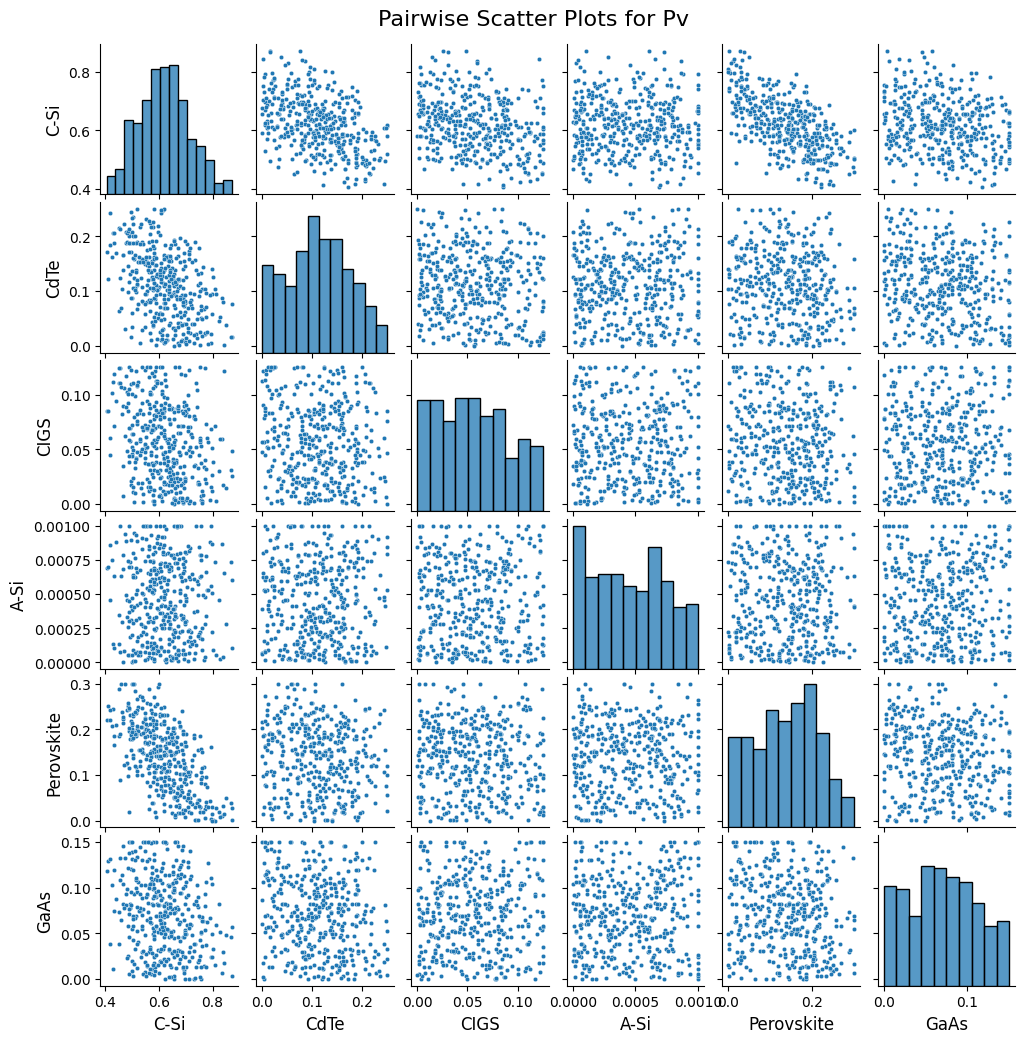 Pairwise Scatter Plots for Pv
0.8
0.6
0.4
C-Si
0.2
0.1
0.0
CdTe
0.10
0.05
0.00
CIGS
0.00100
0.00075
0.00050
0.00025
0.00000
A-Si
0.3
0.2
0.1
0.0
Perovskite
0.15
0.10
0.05
0.00
GaAs
0.4 0.6 0.8 0.0 0.1 0.2 0.00 0.05 0.10 0.0000 0.0005 0.0010 0.0 0.2 0.0 0.1
C-Si CdTe CIGS A-Si Perovskite GaAs